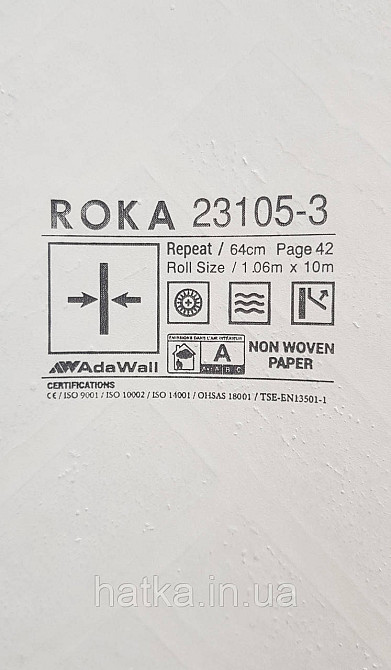 ROKA 23105-3
Repeat / 64cm Page 42
Roll Size / 1.06m x 10m
ÉMISSIONS DANS L'AIR INTÉRIEUR
A
A+ A B C
NON WOVEN
PAPER
AdaWall
CERTIFICATIONS
CE / ISO 9001 / ISO 10002 / ISO 14001 / OHSAS 18001 / TSE-EN13501-1
hatka.in.ua